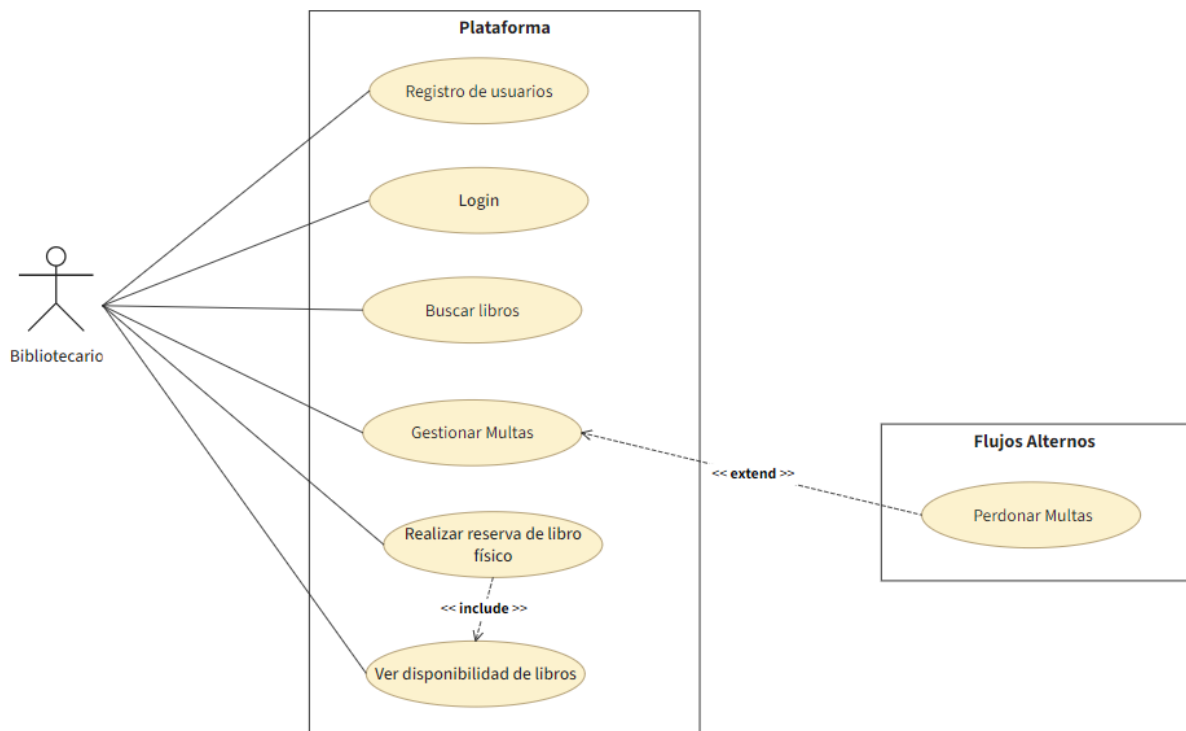 Plataforma
Registro de usuarios
Login
Buscar libros
Bibliotecario
Gestionar Multas
<< extend >>
Flujos Alternos
Perdonar Multas
Realizar reserva de libro
físico
<< include >>
Ver disponibilidad de libros